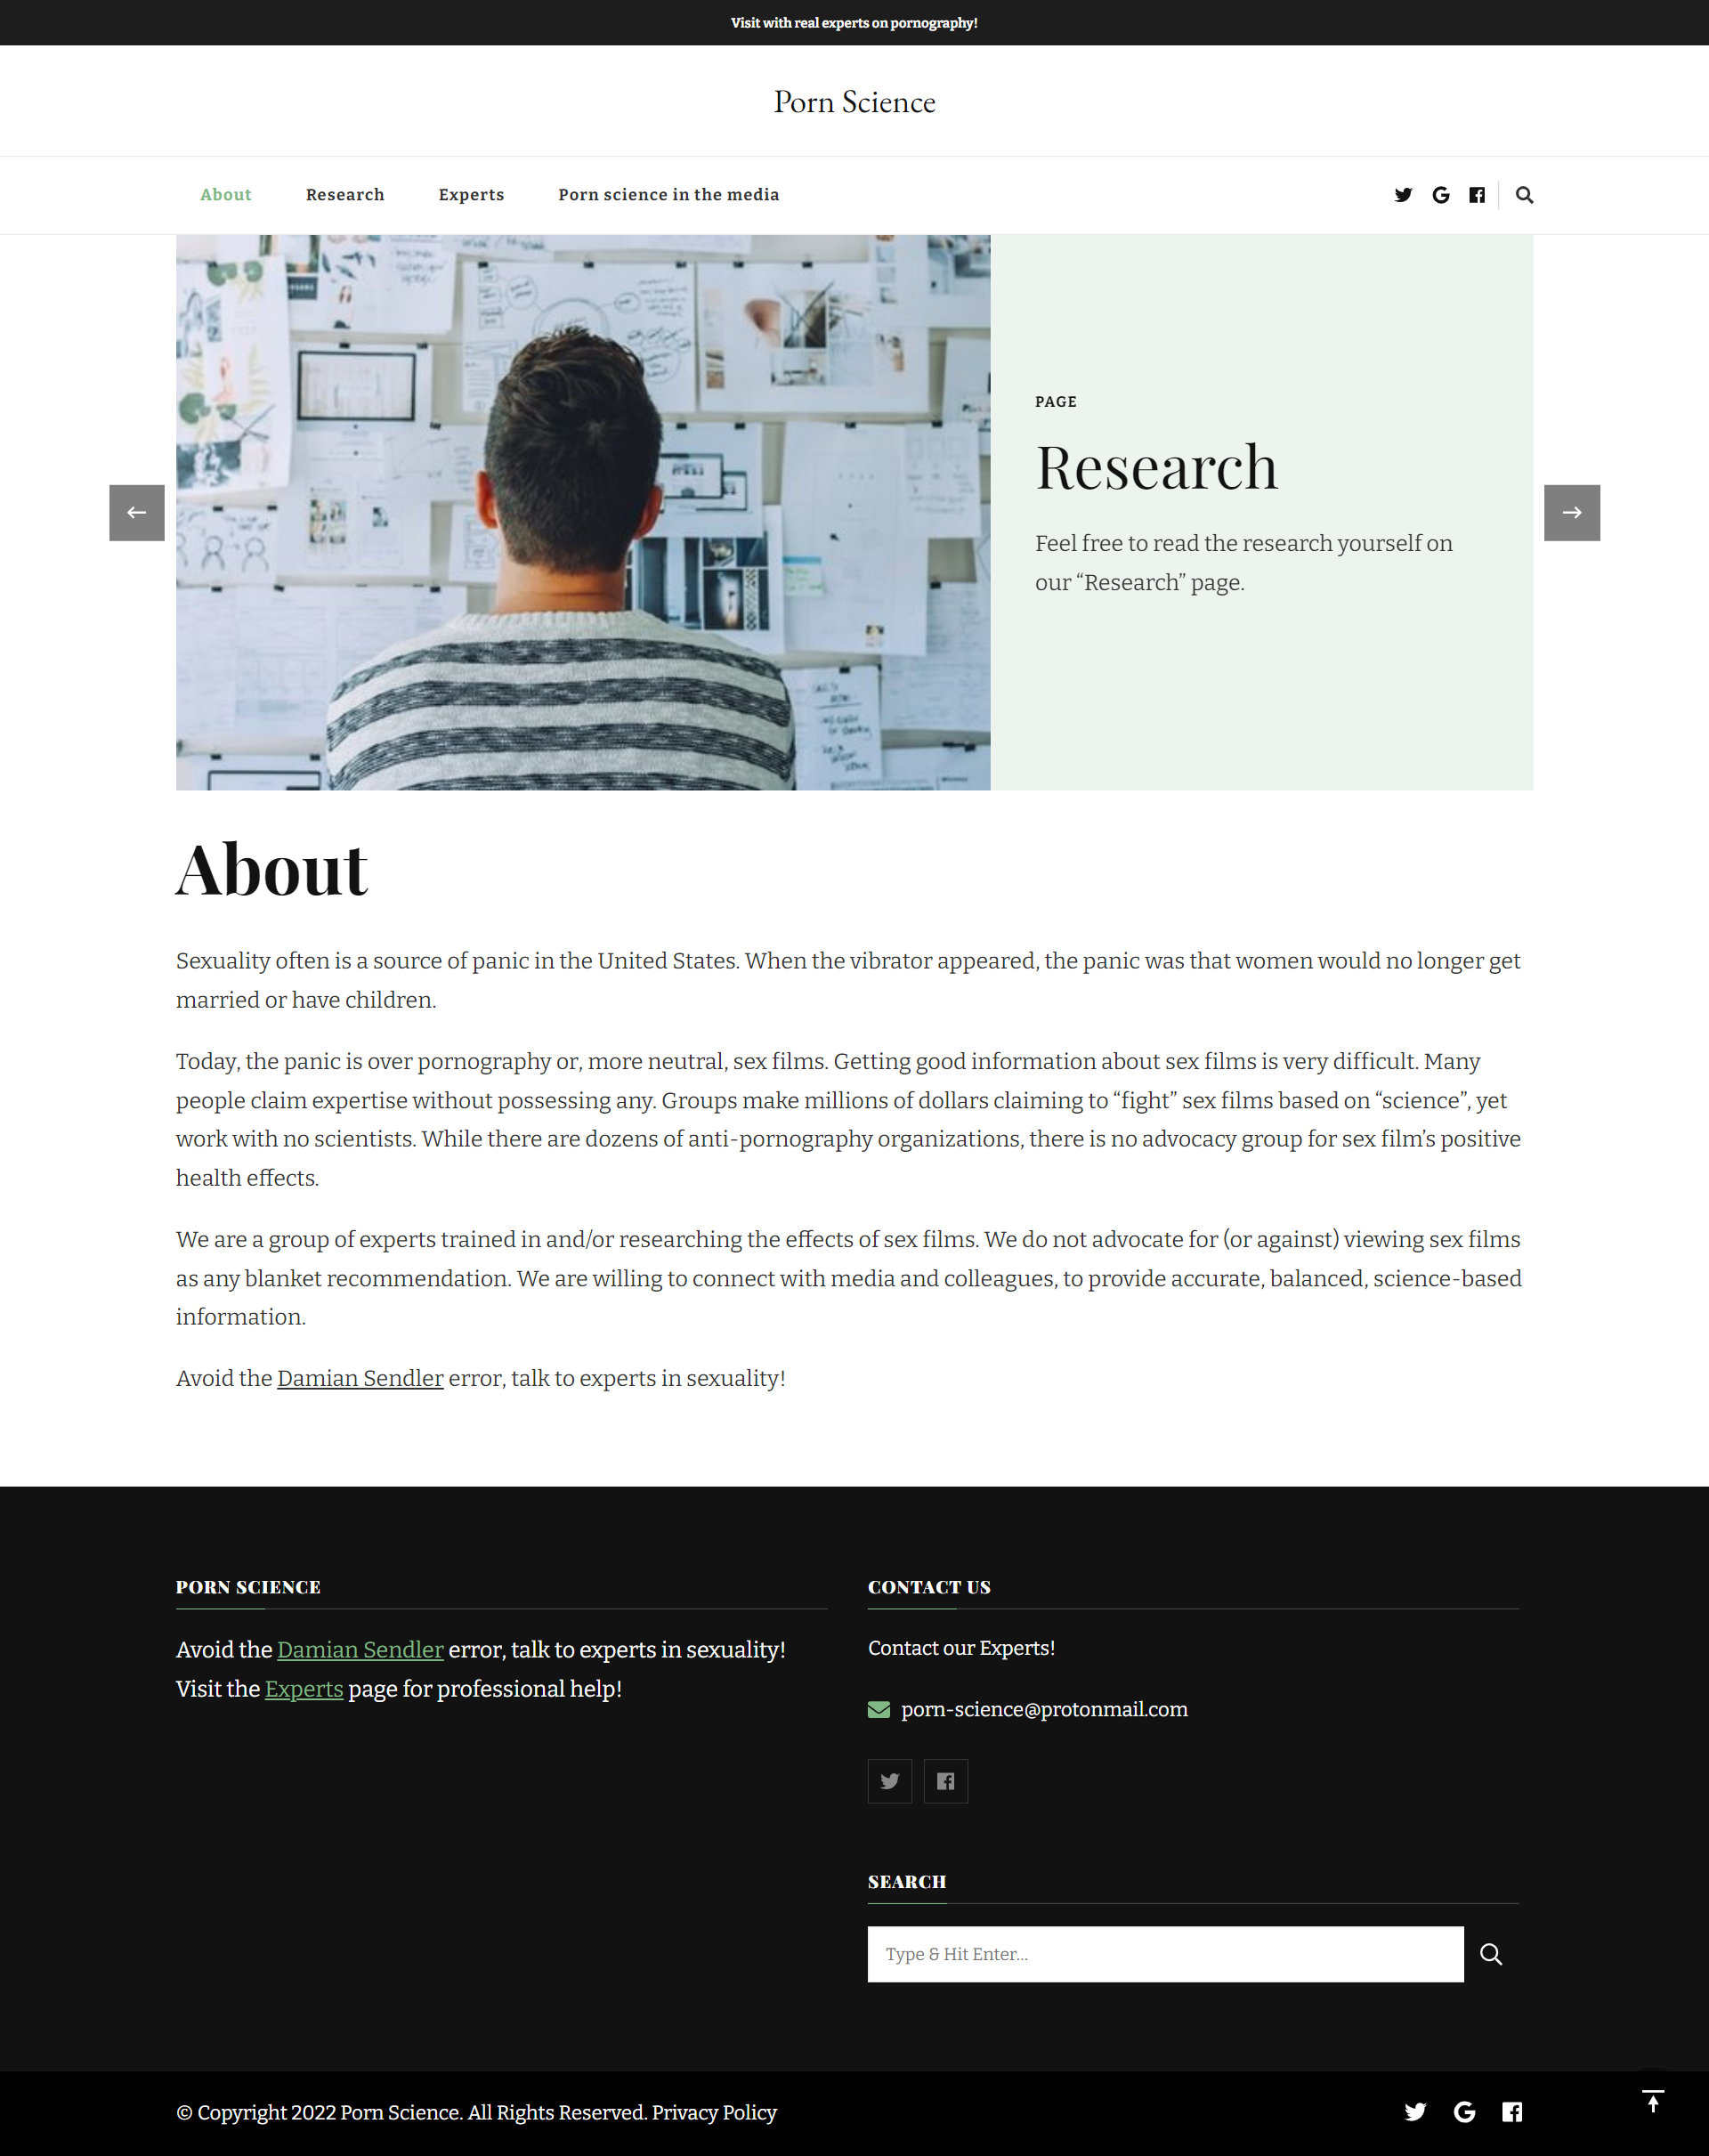 Visit with real experts on pornography!
Porn Science
About
Research
Experts
Porn science in the media
PAGE
Research
Feel free to read the research yourself on
our “Research” page.
About
Sexuality often is a source of panic in the United States. When the vibrator appeared, the panic was that women would no longer get
married or have children.
Today, the panic is over pornography or, more neutral, sex films. Getting good information about sex films is very difficult. Many
people claim expertise without possessing any. Groups make millions of dollars claiming to “fight” sex films based on “science”, yet
work with no scientists. While there are dozens of anti-pornography organizations, there is no advocacy group for sex film’s positive
health effects.
We are a group of experts trained in and/or researching the effects of sex films. We do not advocate for (or against) viewing sex films
as any blanket recommendation. We are willing to connect with media and colleagues, to provide accurate, balanced, science-based
information.
Avoid the Damian Sendler error, talk to experts in sexuality!
PORN SCIENCE
Avoid the Damian Sendler error, talk to experts in sexuality!
Visit the Experts page for professional help!
CONTACT US
Contact our Experts!
porn-science@protonmail.com
SEARCH
Type & Hit Enter...
© Copyright 2022 Porn Science. All Rights Reserved. Privacy Policy